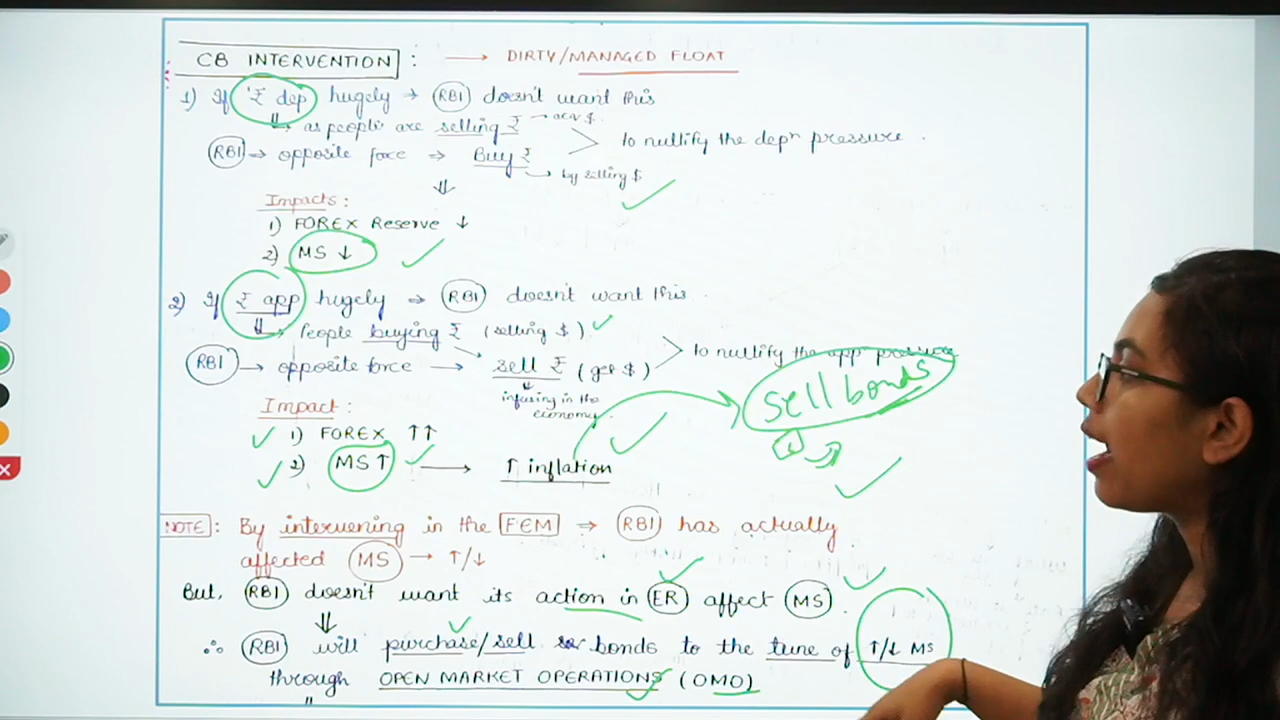 CB INTERVENTION : → DIRTY/MANAGED FLOAT
1) If ₹ dep hugely → RBI doesn't want this
↳ as people are selling ₹ → acq $
RBI → opposite force ⇒ Buy ₹ to nullify the depn pressure.
↳ by selling $
⇓
Impacts:
1) FOREX Reserve ↓
2) MS ↓
2) If ₹ app hugely ⇒ RBI doesn't want this.
↳ People buying ₹ (selling $)
RBI → opposite force → sell ₹ (get $) to nullify the app pressure
infusing in the economy.
sell bonds
Impact:
1) FOREX ↑↑
2) MS ↑ → ↑ inflation
NOTE: By intervening in the FEM ⇒ RBI has actually
affected MS → ↑/↓
But, RBI doesn't want its action in ER affect MS.
⇓
∴ RBI will purchase/sell bonds to the tune of ↑/↓ MS
through OPEN MARKET OPERATIONS (OMO)